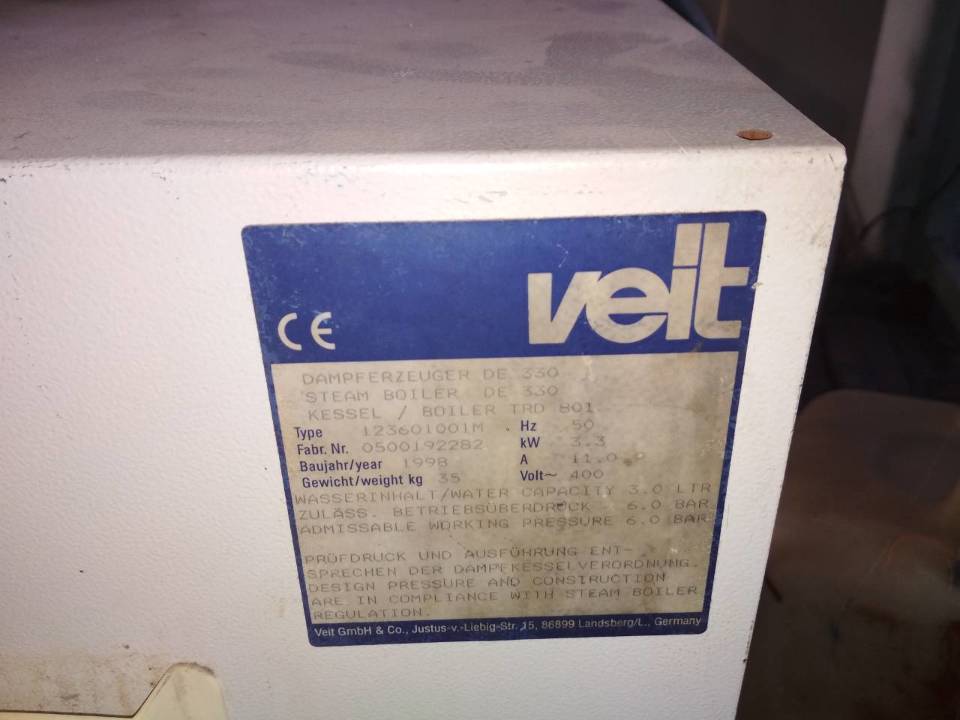 CE
veit
DAMPFERZEUGER DE 330
STEAM BOILER DE 330
KESSEL / BOILER TRD 801
Type 123601001M Hz 50
Fabr. Nr. 0500192282 kW 3.3
Baujahr/year 1998 A 11.0
Gewicht/weight kg 35 Volt~ 400
WASSERINHALT/WATER CAPACITY 3.0 LTR
ZULÄSS. BETRIEBSÜBERDRUCK 6.0 BAR
ADMISSABLE WORKING PRESSURE 6.0 BAR
PRÜFDRUCK UND AUSFÜHRUNG ENT-
SPRECHEN DER DAMPFKESSELVERORDNUNG.
DESIGN PRESSURE AND CONSTRUCTION
ARE IN COMPLIANCE WITH STEAM BOILER
REGULATION.
Veit GmbH & Co., Justus-v.-Liebig-Str. 15, 86899 Landsberg/L., Germany